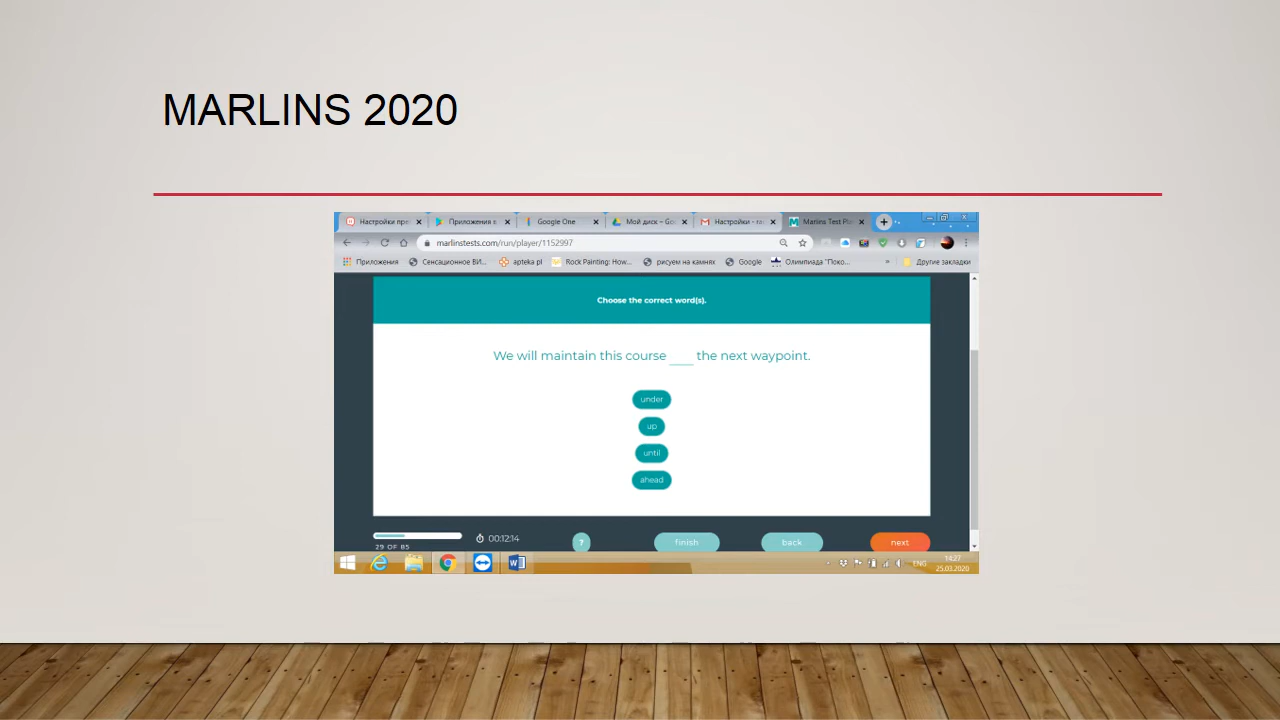 MARLINS 2020
Настройки пре
Приложения в
Google One
Мой диск – Go
Настройки - ma
Marlins Test Pla
marlinstests.com/run/player/1152997
Приложения
Сенсационное ВИ...
apteka pl
Rock Painting: How...
рисуем на камнях
Google
Олимпиада "Поко...
»
Другие закладки
Choose the correct word(s).
We will maintain this course ___ the next waypoint.
under
up
until
ahead
29 OF 85
00:12:14
?
finish
back
next
ENG
14:27
25.03.2020